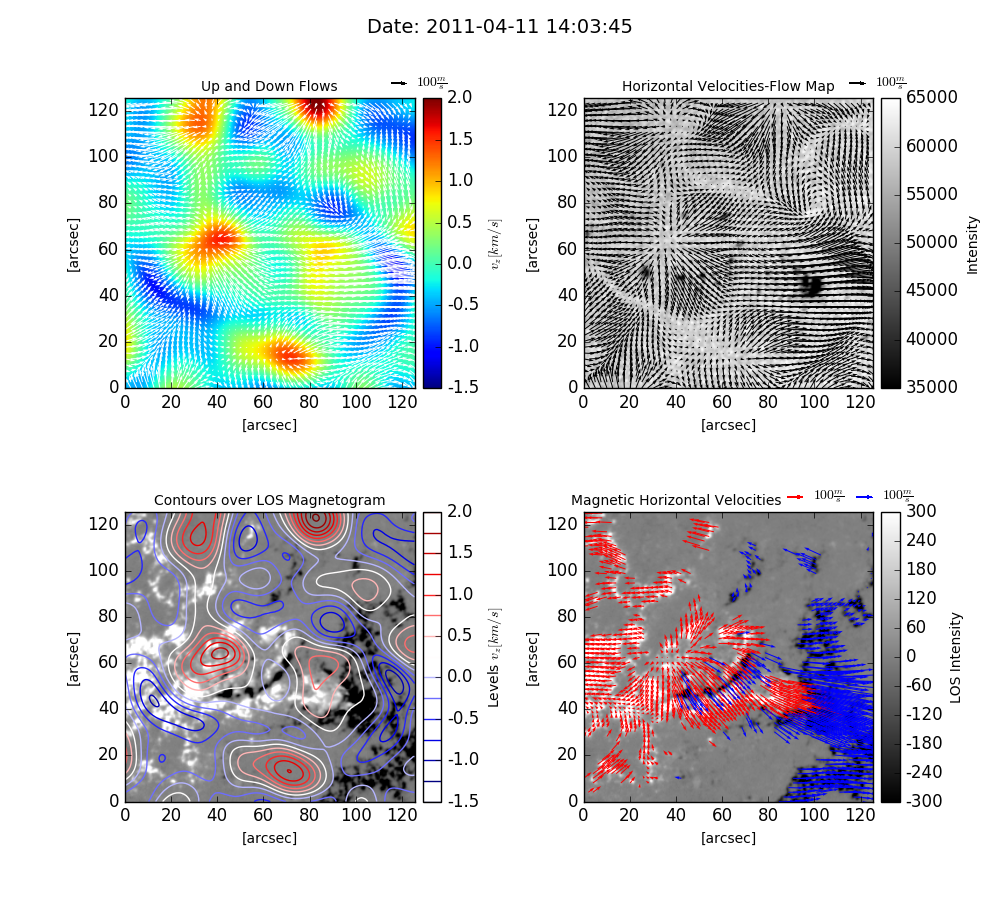 Date: 2011-04-11 14:03:45
Up and Down Flows
100 m/s
120
100
80
60
40
20
0
0 20 40 60 80 100 120
[arcsec]
[arcsec]
2.0
1.5
1.0
0.5
0.0
-0.5
-1.0
-1.5
v_z[km/s]
Horizontal Velocities-Flow Map
100 m/s
120
100
80
60
40
20
0
0 20 40 60 80 100 120
[arcsec]
[arcsec]
65000
60000
55000
50000
45000
40000
35000
Intensity
Contours over LOS Magnetogram
120
100
80
60
40
20
0
0 20 40 60 80 100 120
[arcsec]
[arcsec]
2.0
1.5
1.0
0.5
0.0
-0.5
-1.0
-1.5
Levels v_z[km/s]
Magnetic Horizontal Velocities
100 m/s
100 m/s
120
100
80
60
40
20
0
0 20 40 60 80 100 120
[arcsec]
[arcsec]
300
240
180
120
60
0
-60
-120
-180
-240
-300
LOS Intensity